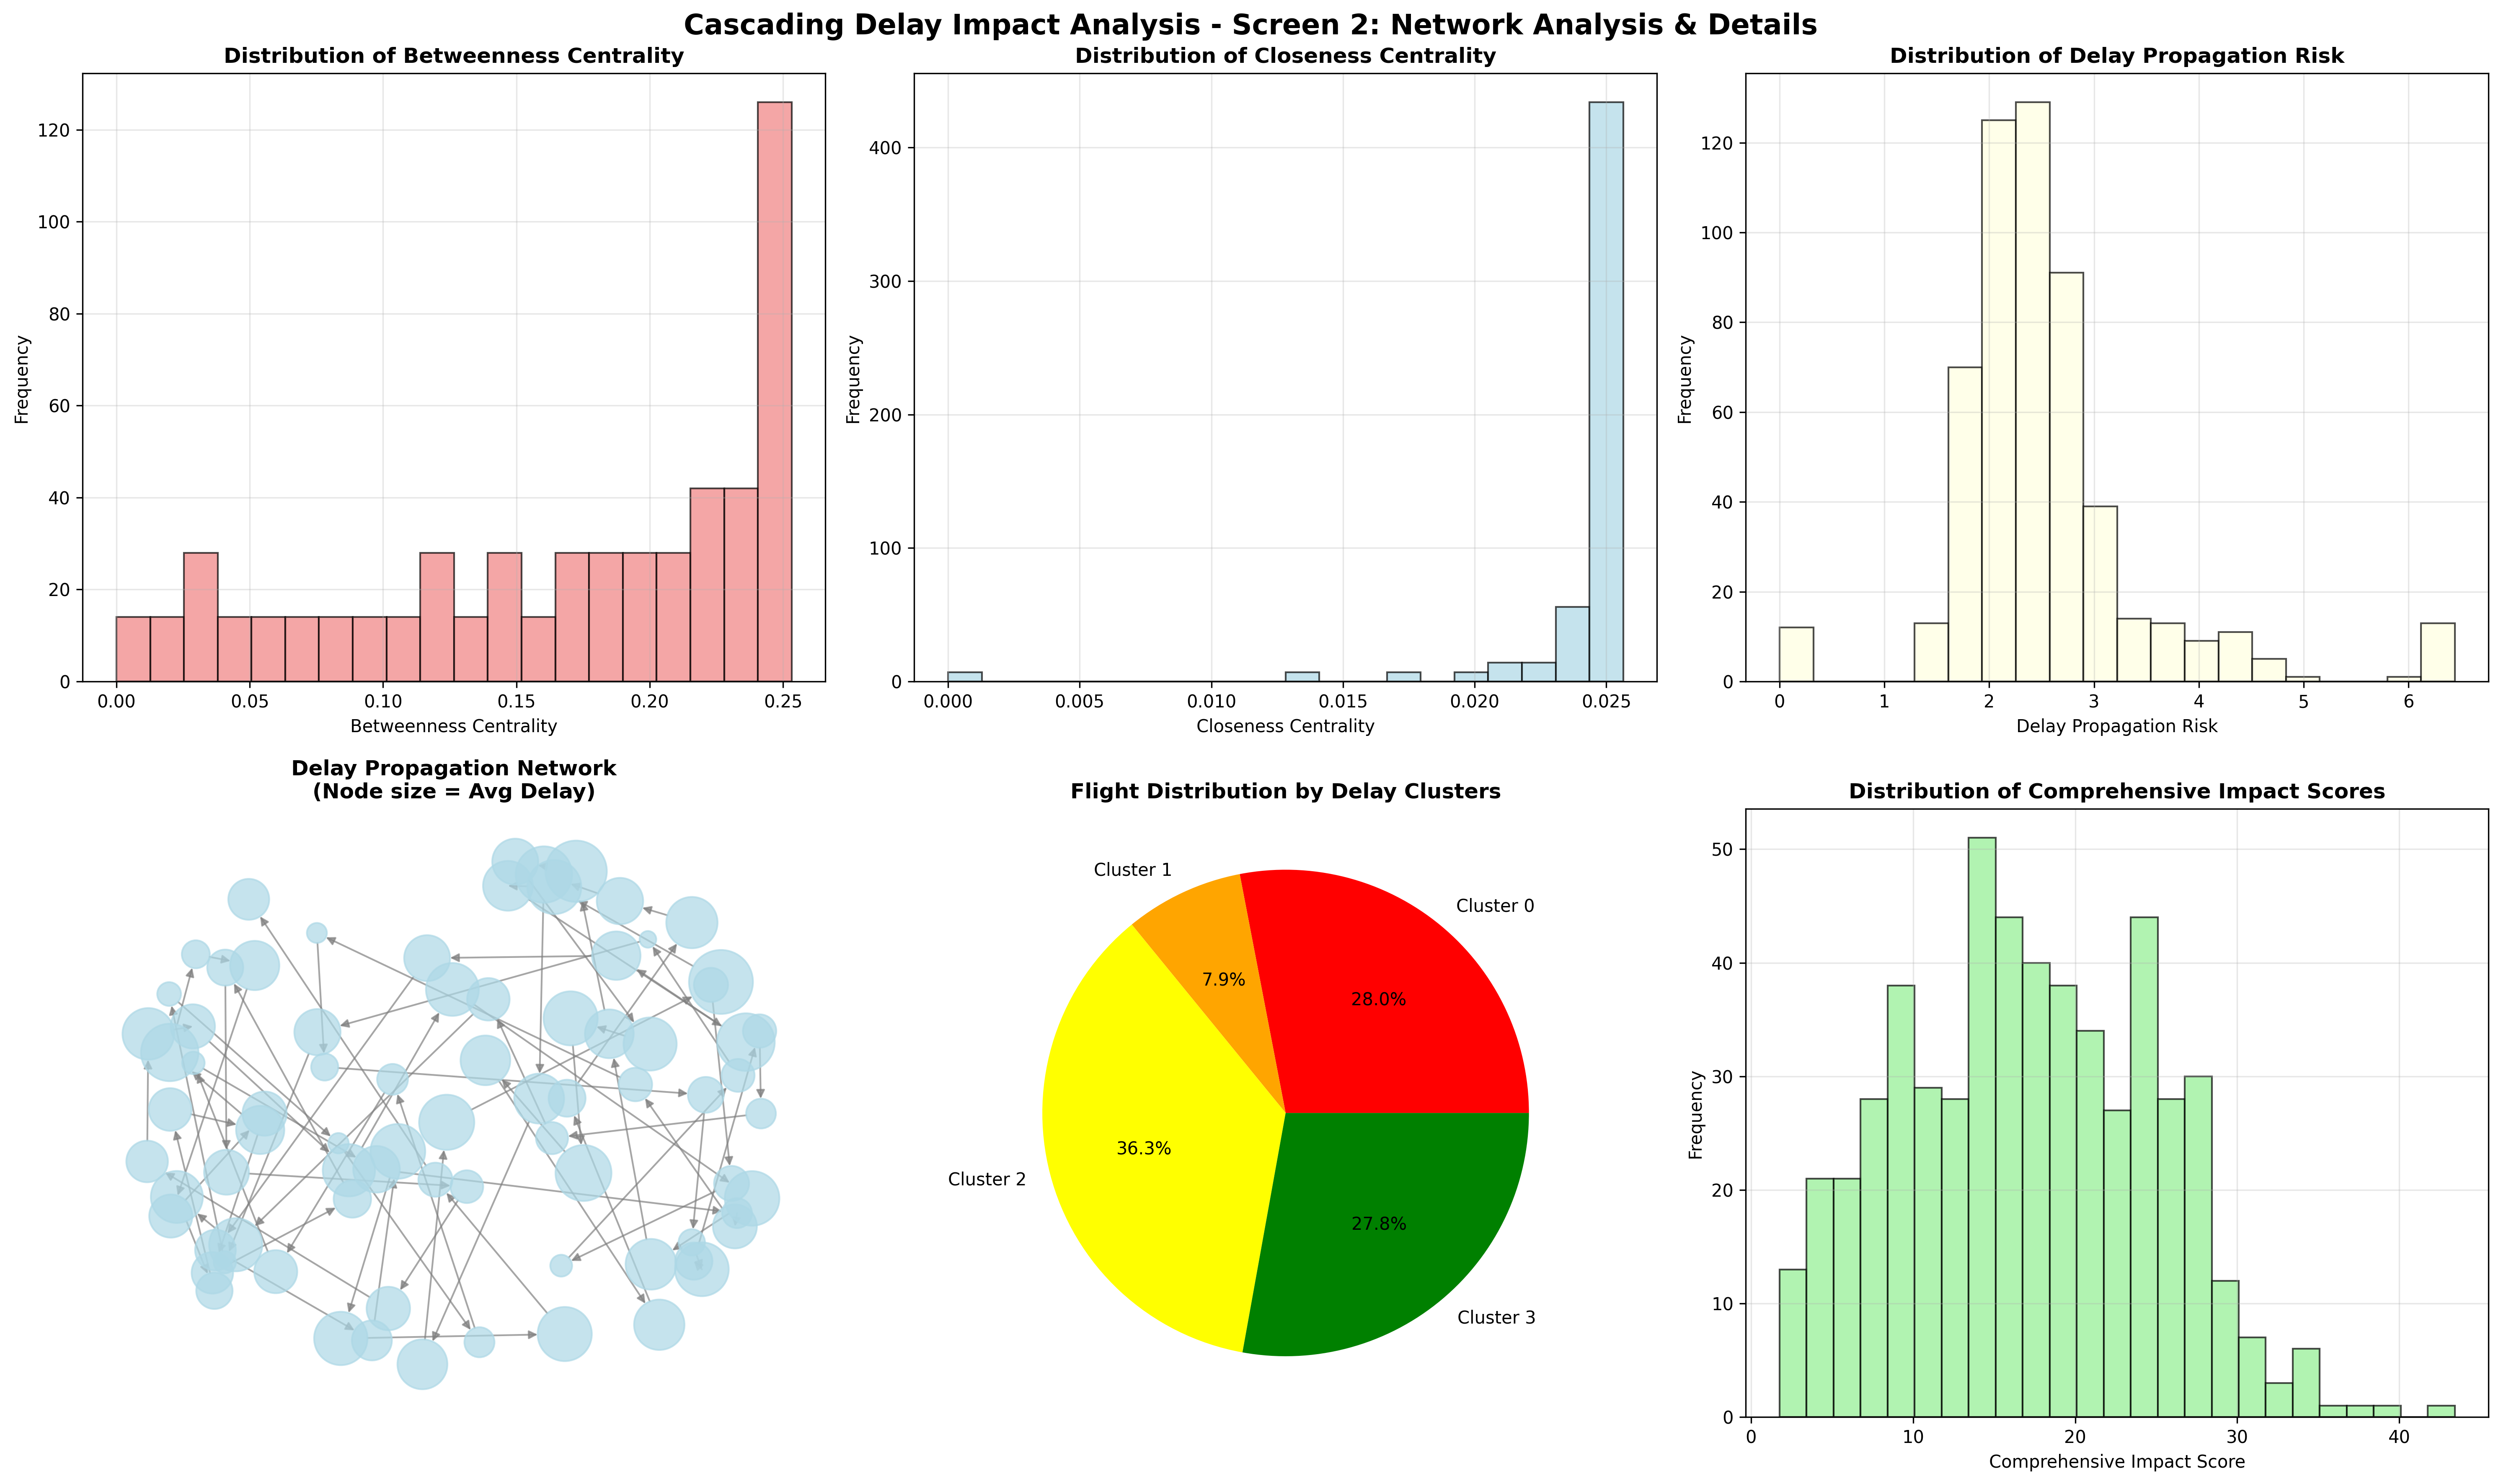 Cascading Delay Impact Analysis - Screen 2: Network Analysis & Details
Distribution of Betweenness Centrality
Frequency
120
100
80
60
40
20
0
0.00 0.05 0.10 0.15 0.20 0.25
Betweenness Centrality
Distribution of Closeness Centrality
Frequency
400
300
200
100
0
0.000 0.005 0.010 0.015 0.020 0.025
Closeness Centrality
Distribution of Delay Propagation Risk
Frequency
120
100
80
60
40
20
0
0 1 2 3 4 5 6
Delay Propagation Risk
Delay Propagation Network
(Node size = Avg Delay)
Flight Distribution by Delay Clusters
Cluster 1
Cluster 0
7.9%
28.0%
36.3%
Cluster 2
27.8%
Cluster 3
Distribution of Comprehensive Impact Scores
Frequency
50
40
30
20
10
0
0 10 20 30 40
Comprehensive Impact Score